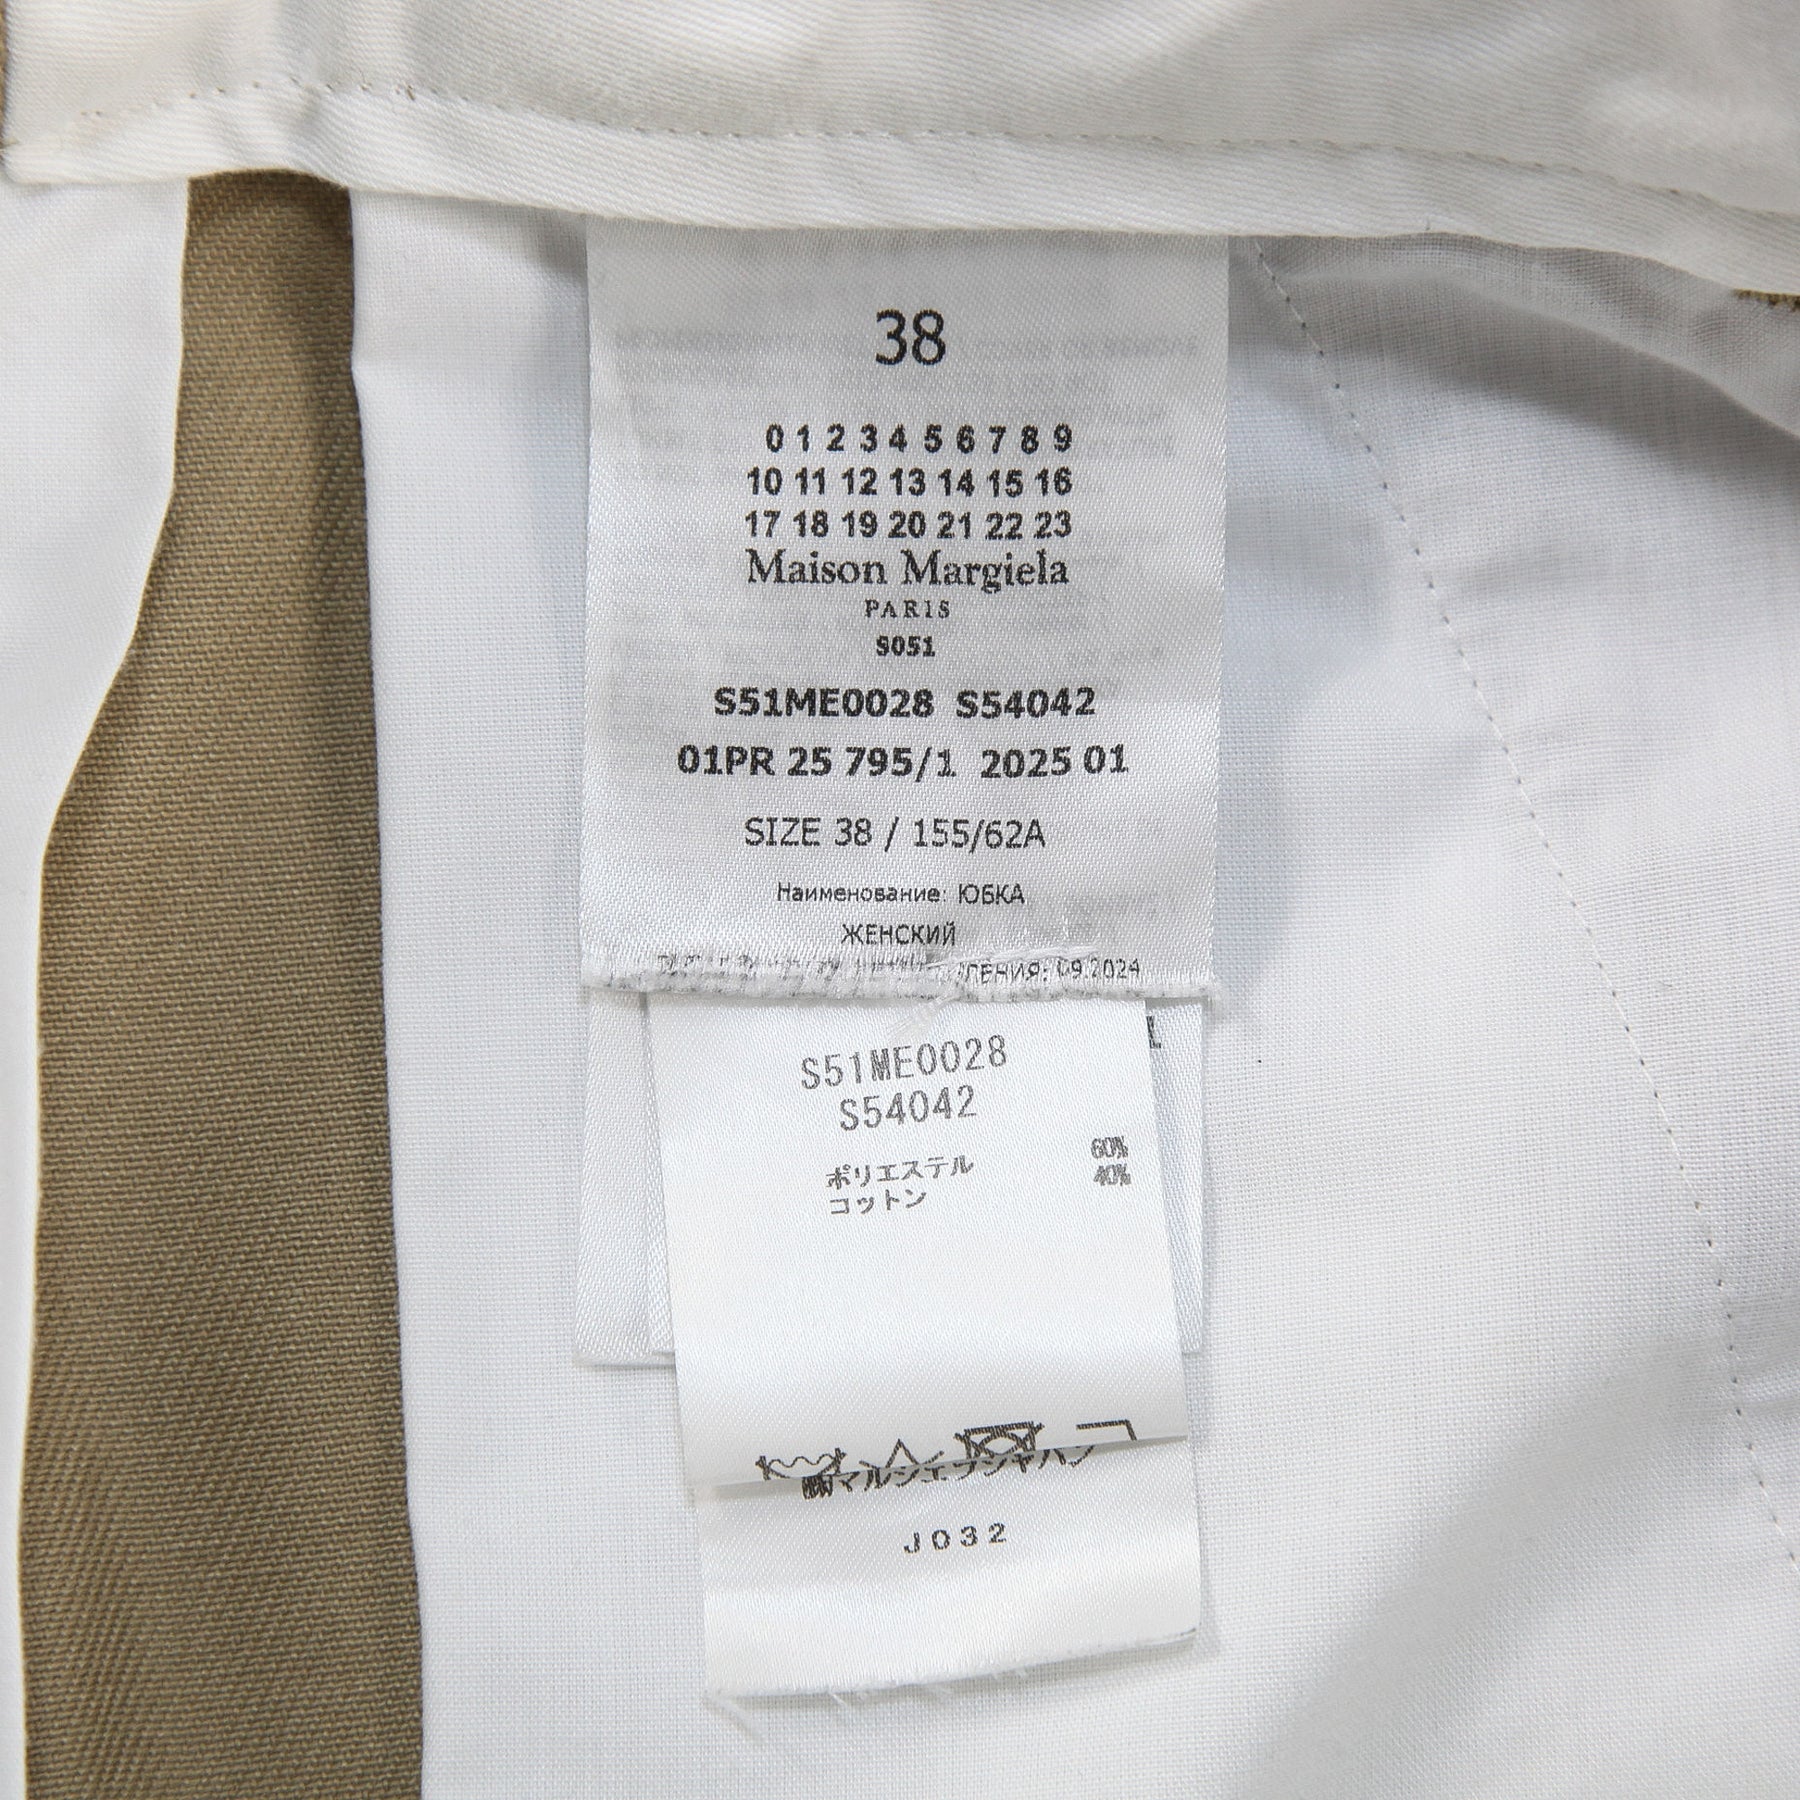 38
0 1 2 3 4 5 6 7 8 9
10 11 12 13 14 15 16
17 18 19 20 21 22 23
Maison Margiela
PARIS
S051
S51ME0028 S54042
01PR 25 795/1 2025 01
SIZE 38 / 155/62A
Наименование: ЮБКА
ЖЕНСКИЙ
09.2024
S51ME0028
S54042
ポリエステル 60%
コットン 40%
J032